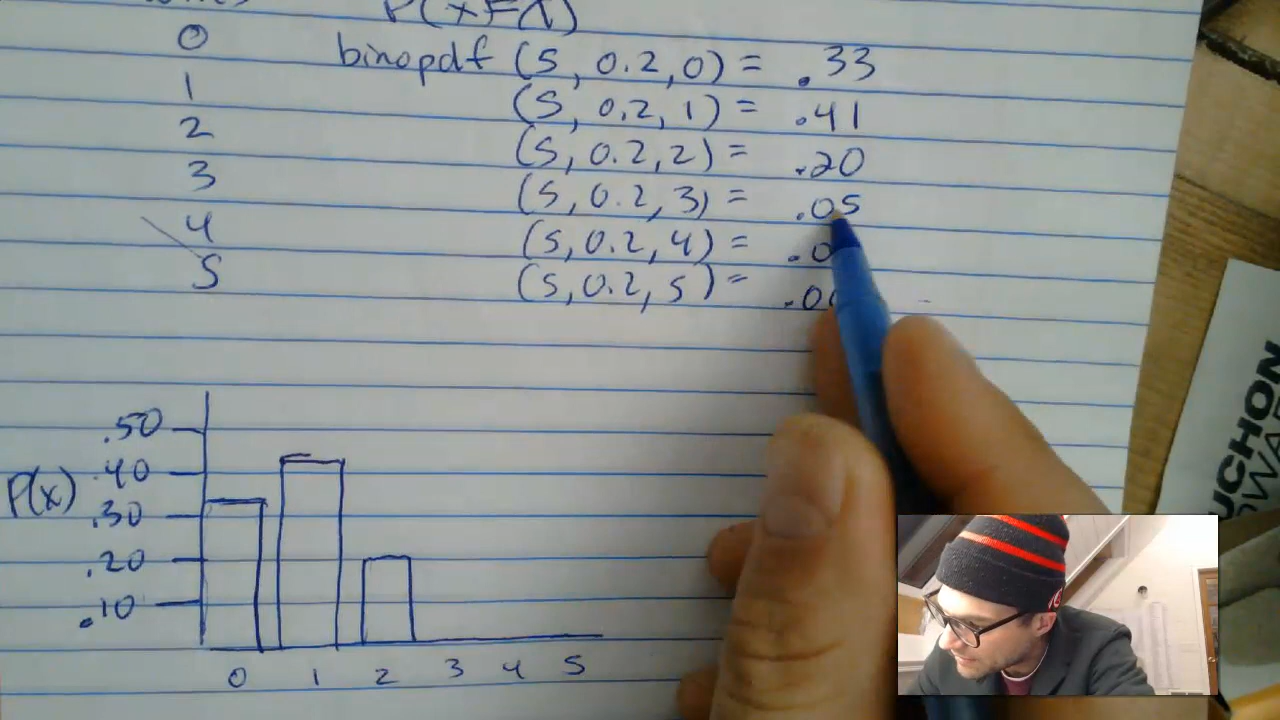 P(x=x)
0 binopdf (5, 0.2, 0) = .33
1 (5, 0.2, 1) = .41
2 (5, 0.2, 2) = .20
3 (5, 0.2, 3) = .05
4 (5, 0.2, 4) = .0
5 (5, 0.2, 5) = .00
.50
.40
P(x) .30
.20
.10
0 1 2 3 4 5